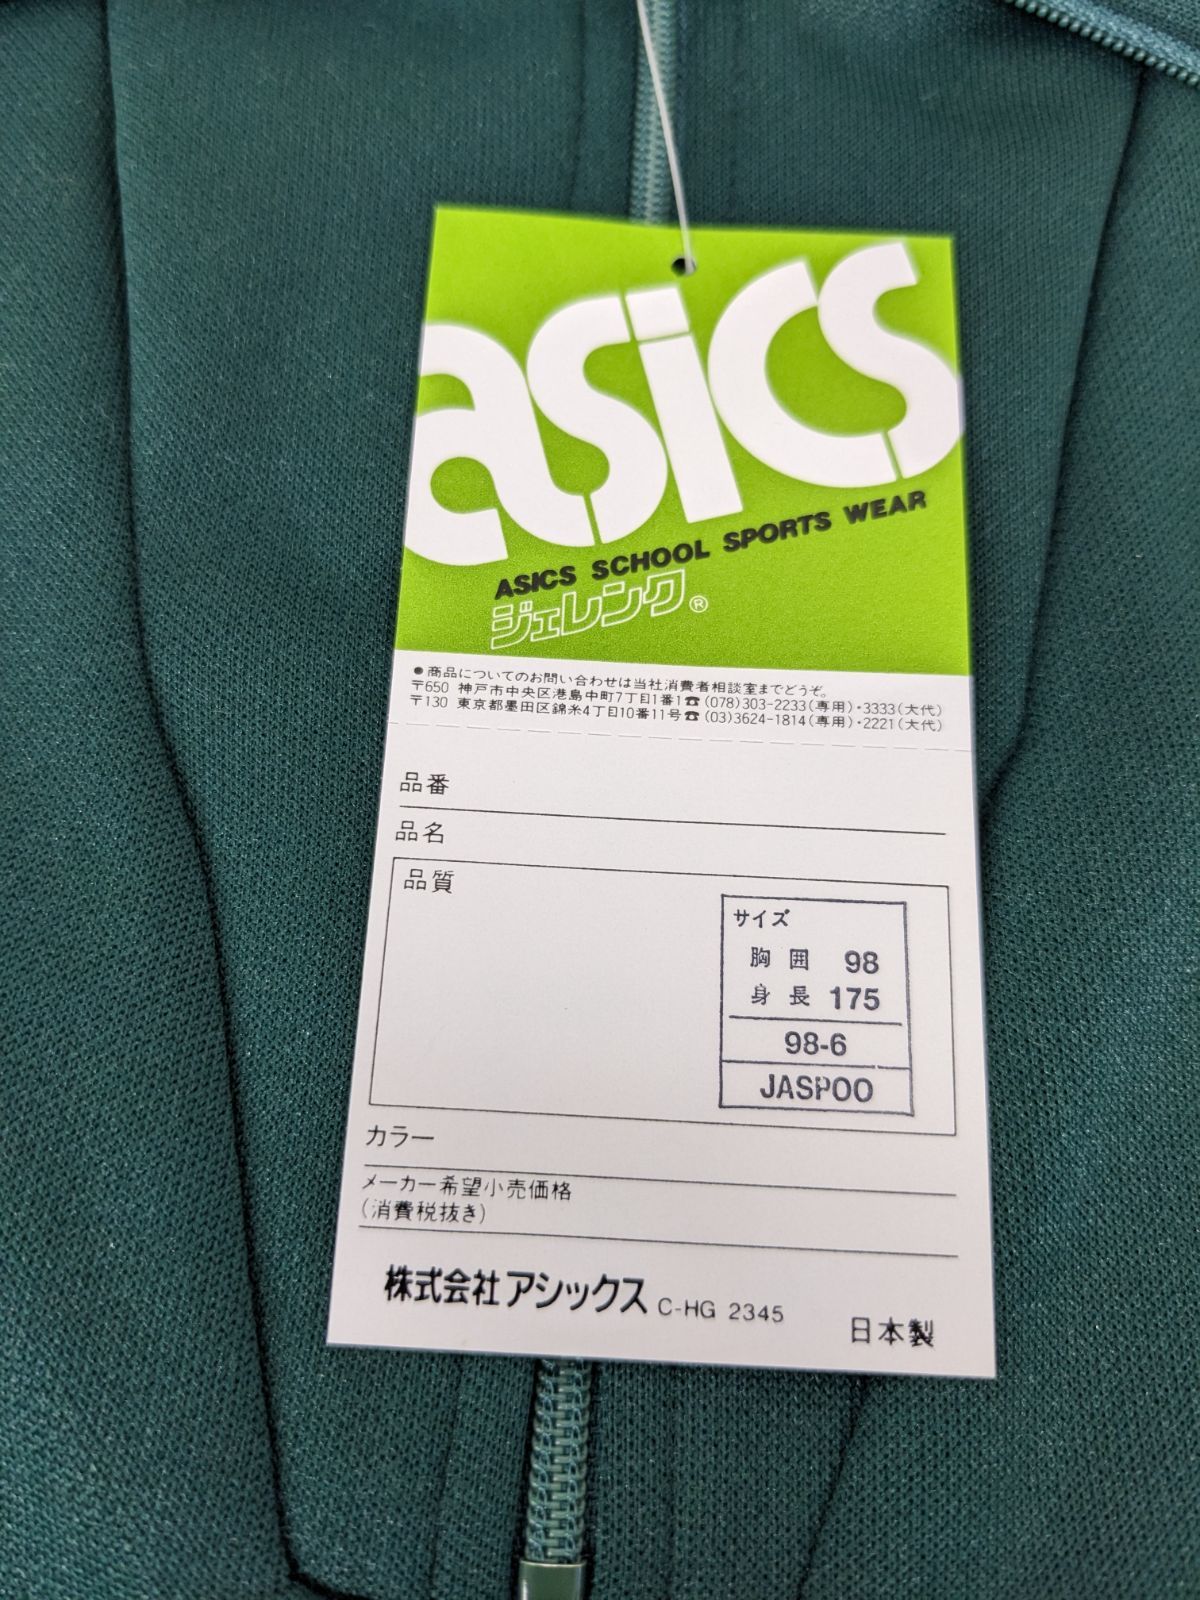 asics
ASICS SCHOOL SPORTS WEAR
ジェレンク®
●商品についてのお問い合わせは当社消費者相談室までどうぞ。
〒650 神戸市中央区港島中町7丁目1番1☎(078)303-2233(専用)・3333(大代)
〒130 東京都墨田区錦糸4丁目10番11号☎(03)3624-1814(専用)・2221(大代)
品番
品名
品質
サイズ
胸囲 98
身長 175
98-6
JASPOO
カラー
メーカー希望小売価格
(消費税抜き)
株式会社アシックス C-HG 2345
日本製